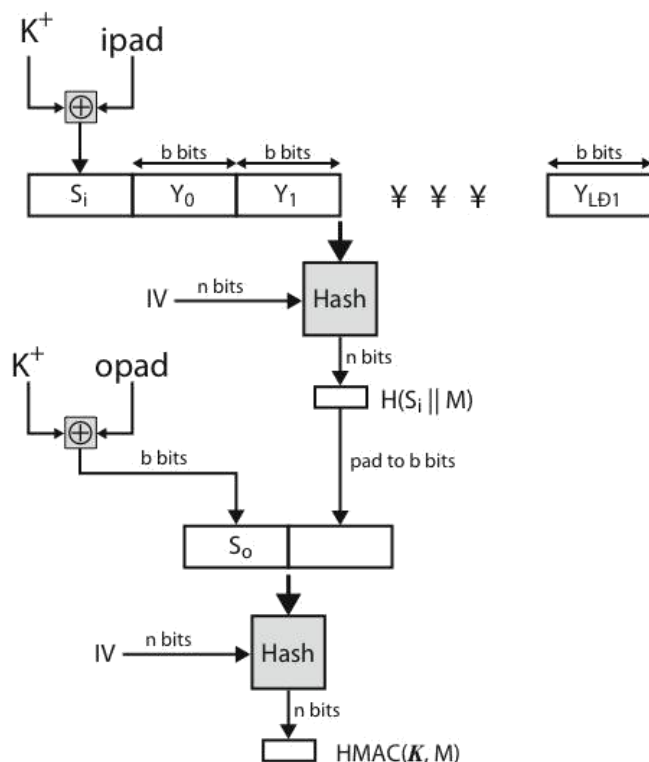 K+ ipad
⊕
b bits b bits b bits
Si Y0 Y1 ¥ ¥ ¥ YLÐ1
IV n bits Hash
n bits
K+ opad
H(Si || M)
⊕
b bits
pad to b bits
So
IV n bits Hash
n bits
HMAC(K, M)